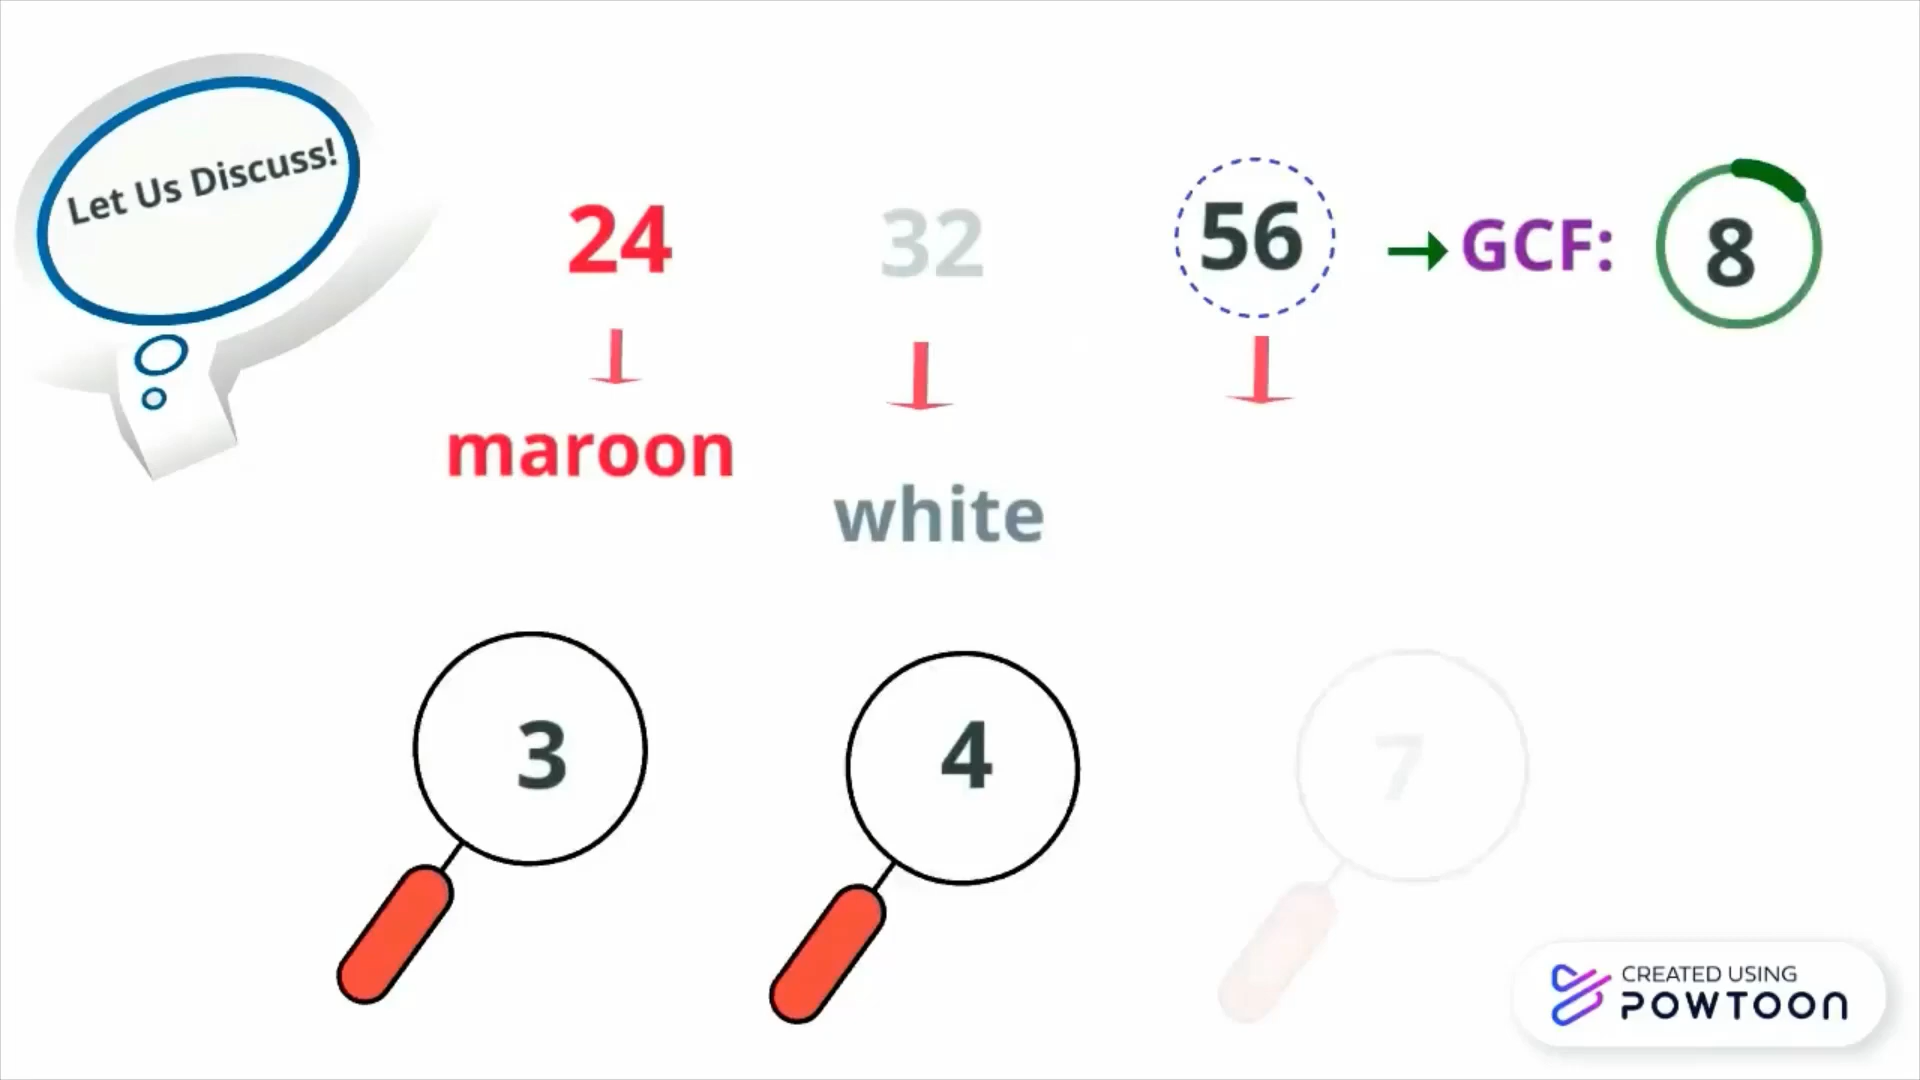 Let Us Discuss!
24 32 56 GCF: 8
maroon
white
3 4 7
CREATED USING
POWTOON